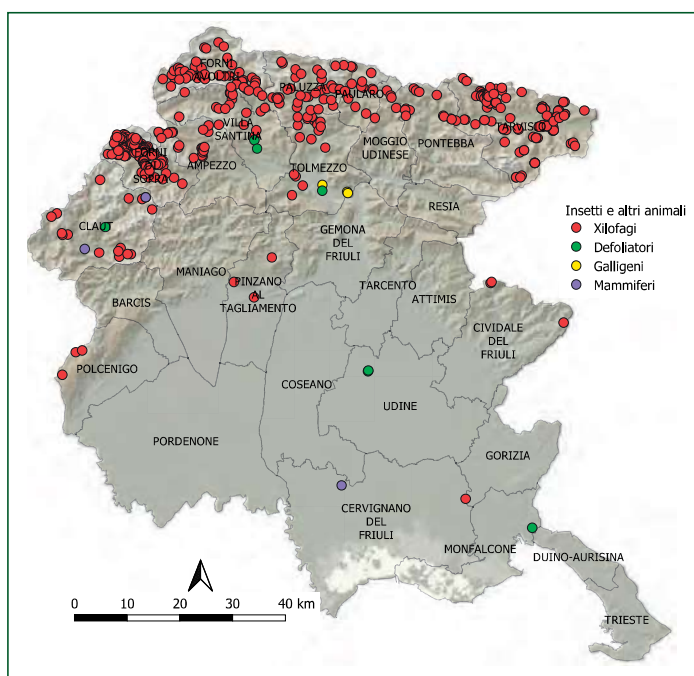 FORNI
AVOLTRI
PALUZZA
PAULARO
TARVISIO
VILLA
SANTINA
MOGGIO
UDINESE
PONTEBBA
FORNI
DI
SOPRA
AMPEZZO
TOLMEZZO
RESIA
CLAUT
GEMONA
DEL
FRIULI
Insetti e altri animali
Xilofagi
Defoliatori
Galligeni
Mammiferi
MANIAGO
PINZANO
AL
TAGLIAMENTO
BARCIS
TARCENTO
ATTIMIS
CIVIDALE
DEL
FRIULI
POLCENIGO
COSEANO
UDINE
PORDENONE
GORIZIA
CERVIGNANO
DEL
FRIULI
MONFALCONE
DUINO-AURISINA
TRIESTE
0 10 20 30 40 km